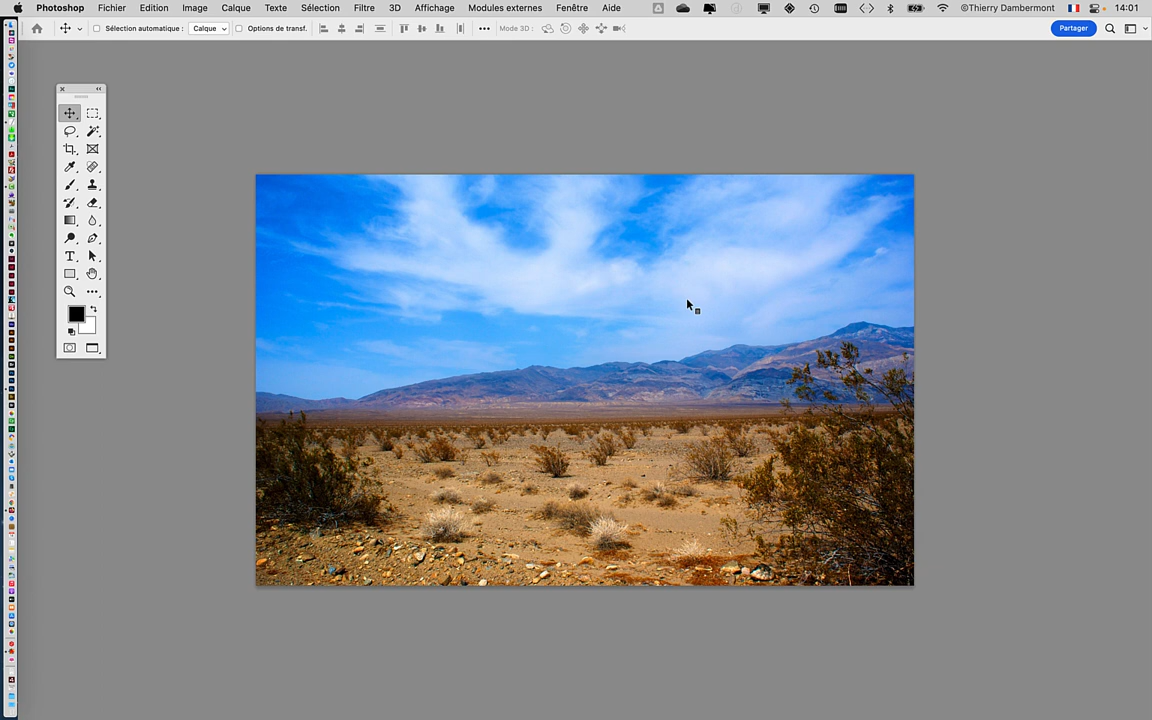 Photoshop Fichier Edition Image Calque Texte Sélection Filtre 3D Affichage Modules externes Fenêtre Aide ©Thierry Dambermont 14:01
Sélection automatique : Calque Options de transf. Mode 3D : Partager
T